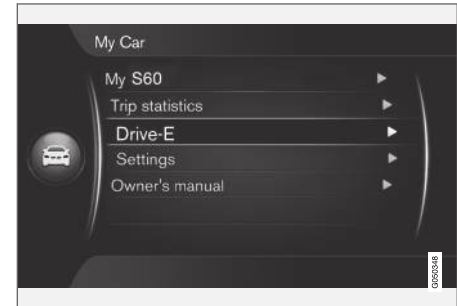 My Car
My S60
Trip statistics
Drive-E
Settings
Owner's manual
G050348